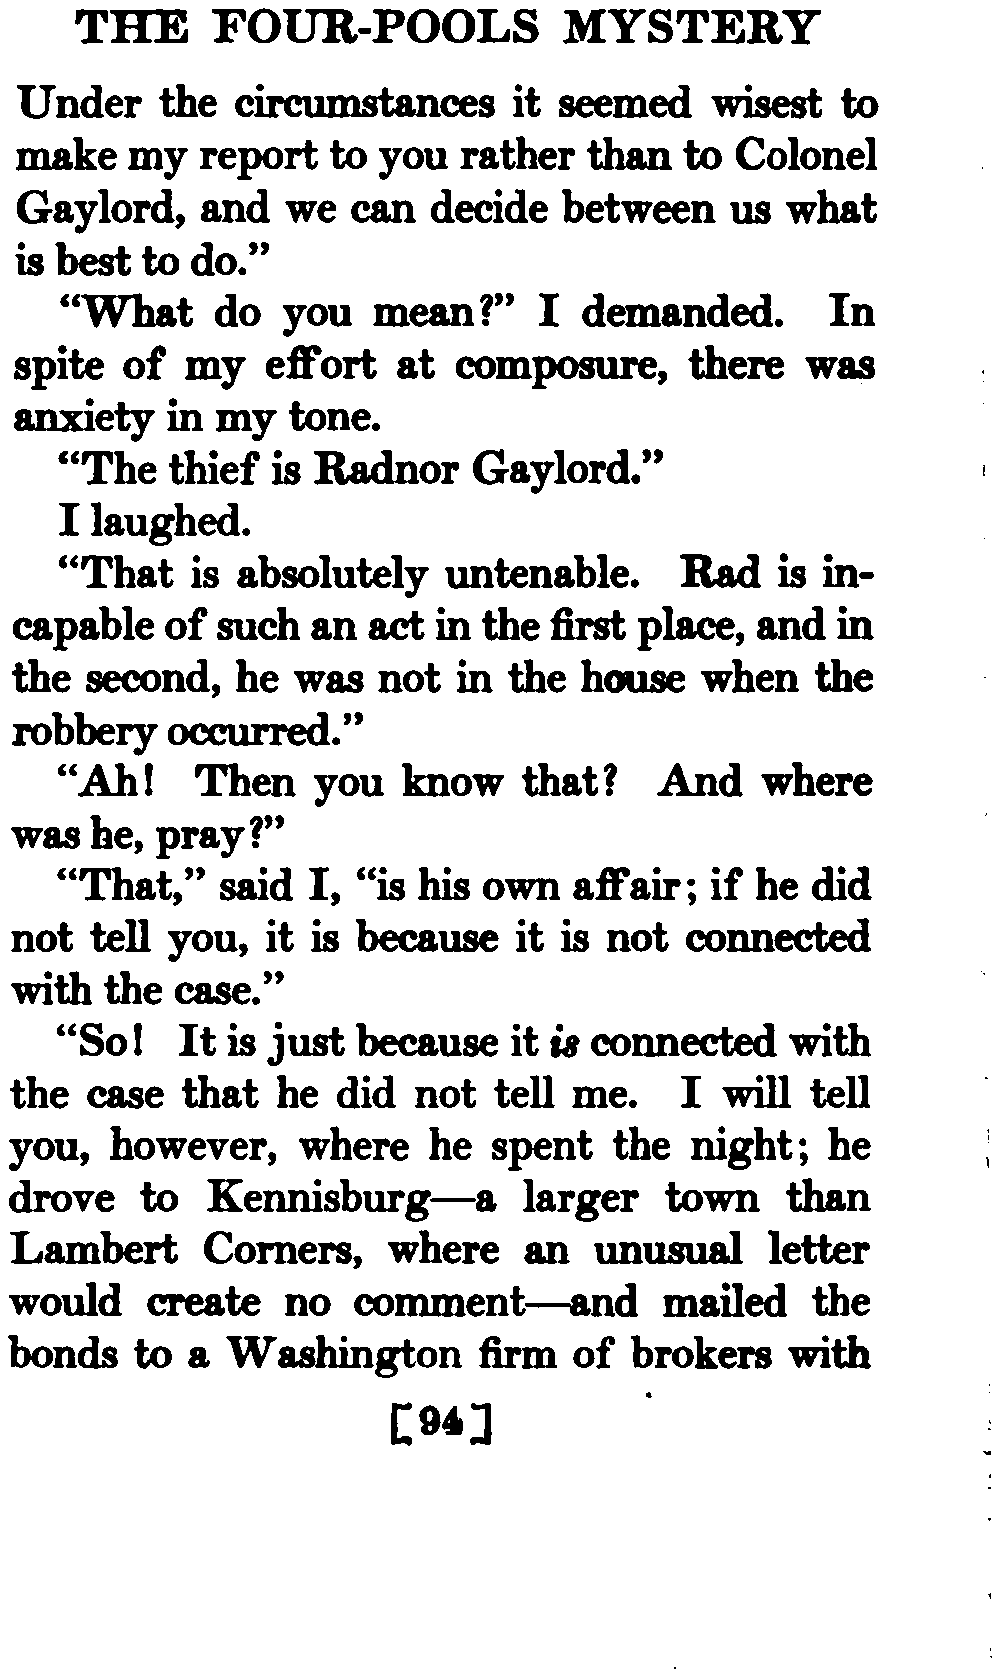 THE FOUR-POOLS MYSTERY
Under the circumstances it seemed wisest to
make my report to you rather than to Colonel
Gaylord, and we can decide between us what
is best to do.”
“What do you mean?” I demanded. In
spite of my effort at composure, there was
anxiety in my tone.
“The thief is Radnor Gaylord.”
I laughed.
“That is absolutely untenable. Rad is in-
capable of such an act in the first place, and in
the second, he was not in the house when the
robbery occurred.”
“Ah! Then you know that? And where
was he, pray?”
“That,” said I, “is his own affair; if he did
not tell you, it is because it is not connected
with the case.”
“So! It is just because it is connected with
the case that he did not tell me. I will tell
you, however, where he spent the night; he
drove to Kennisburg—a larger town than
Lambert Corners, where an unusual letter
would create no comment—and mailed the
bonds to a Washington firm of brokers with
[94]